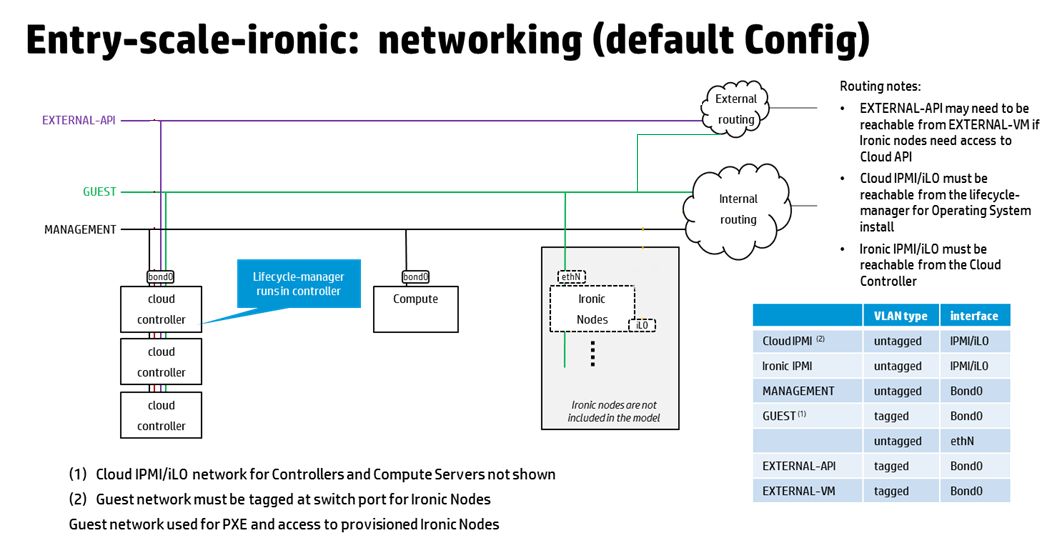 Entry-scale-ironic: networking (default Config)
EXTERNAL-API
GUEST
MANAGEMENT
External
routing
Internal
routing
bond0
cloud
controller
cloud
controller
cloud
controller
Lifecycle-manager
runs in controller
bond0
Compute
ethN
Ironic
Nodes
iLO
Ironic nodes are not
included in the model
Routing notes:
• EXTERNAL-API may need to be
reachable from EXTERNAL-VM if
Ironic nodes need access to
Cloud API
• Cloud IPMI/iLO must be
reachable from the lifecycle-
manager for Operating System
install
• Ironic IPMI/iLO must be
reachable from the Cloud
Controller
VLAN type interface
Cloud IPMI (2) untagged IPMI/iLO
Ironic IPMI untagged IPMI/iLO
MANAGEMENT untagged Bond0
GUEST (1) tagged Bond0
untagged ethN
EXTERNAL-API tagged Bond0
EXTERNAL-VM tagged Bond0
(1) Cloud IPMI/iLO network for Controllers and Compute Servers not shown
(2) Guest network must be tagged at switch port for Ironic Nodes
Guest network used for PXE and access to provisioned Ironic Nodes